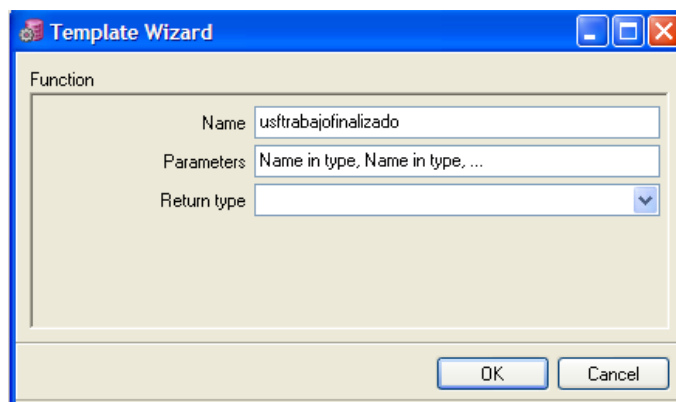 Template Wizard
Function
Name usftrabajofinalizado
Parameters Name in type, Name in type, ...
Return type
OK Cancel